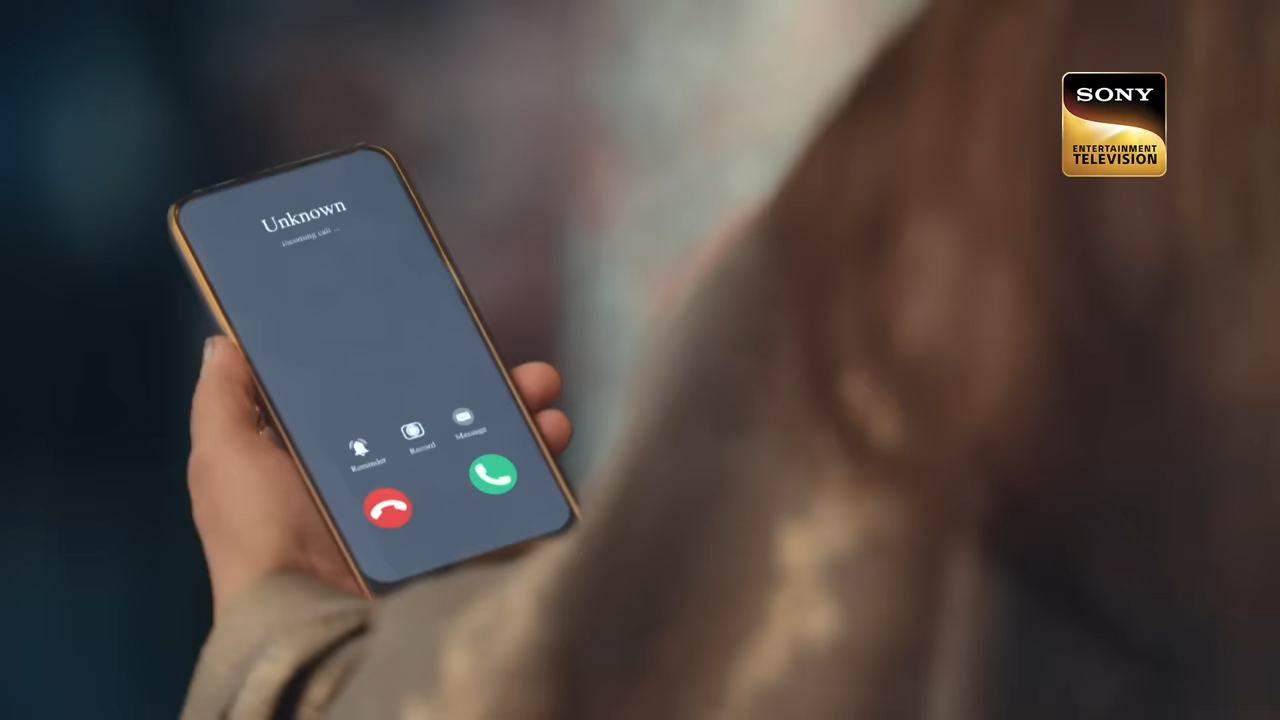 Unknown
Incoming call ...
Reminder
Record
Message
SONY
ENTERTAINMENT
TELEVISION